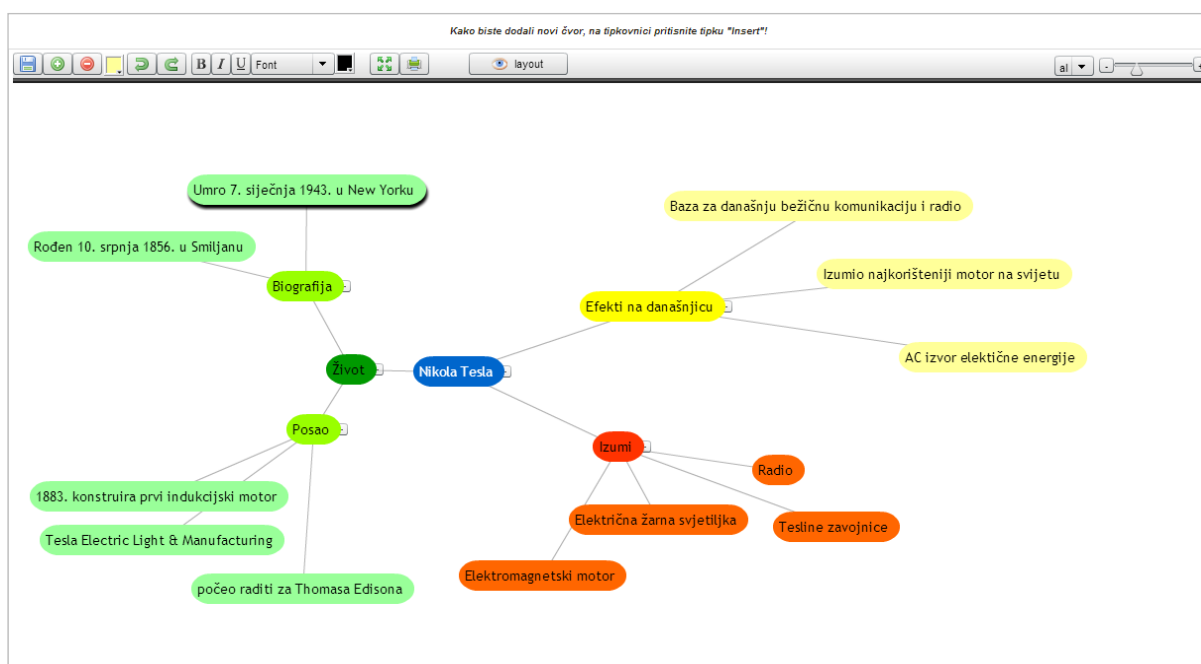 Kako biste dodali novi čvor, na tipkovnici pritisnite tipku "Insert"!
B I U Font layout al - +
Umro 7. siječnja 1943. u New Yorku
Rođen 10. srpnja 1856. u Smiljanu
Biografija
Život
Nikola Tesla
Posao
1883. konstruira prvi indukcijski motor
Tesla Electric Light & Manufacturing
počeo raditi za Thomasa Edisona
Baza za današnju bežičnu komunikaciju i radio
Izumio najkorišteniji motor na svijetu
Efekti na današnjicu
AC izvor elektične energije
Izumi
Radio
Električna žarna svjetiljka
Tesline zavojnice
Elektromagnetski motor